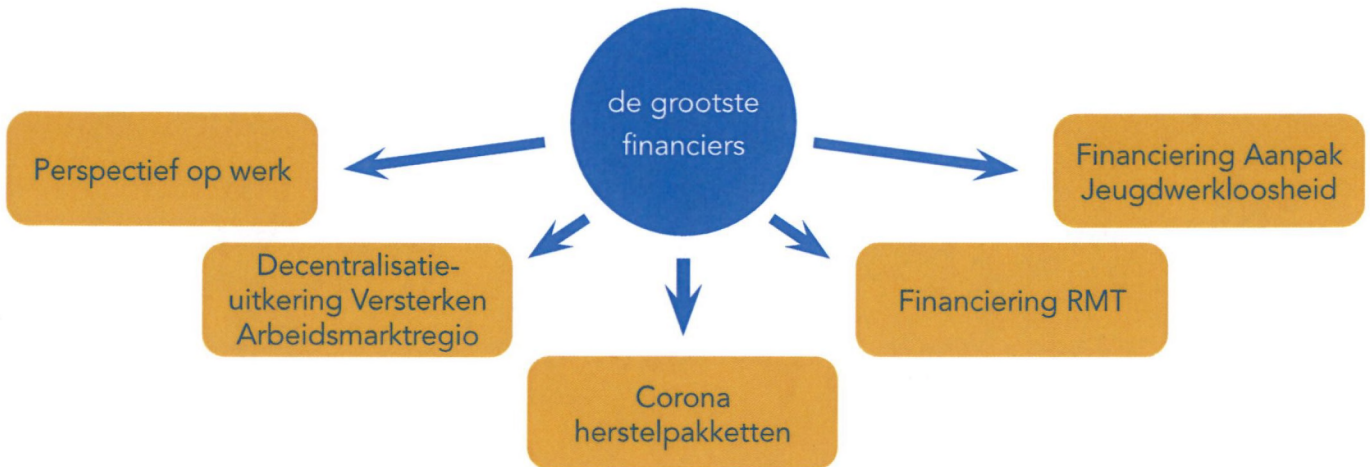 de grootste
financiers
Perspectief op werk
Decentralisatie-
uitkering Versterken
Arbeidsmarktregio
Corona
herstelpakketten
Financiering RMT
Financiering Aanpak
Jeugdwerkloosheid